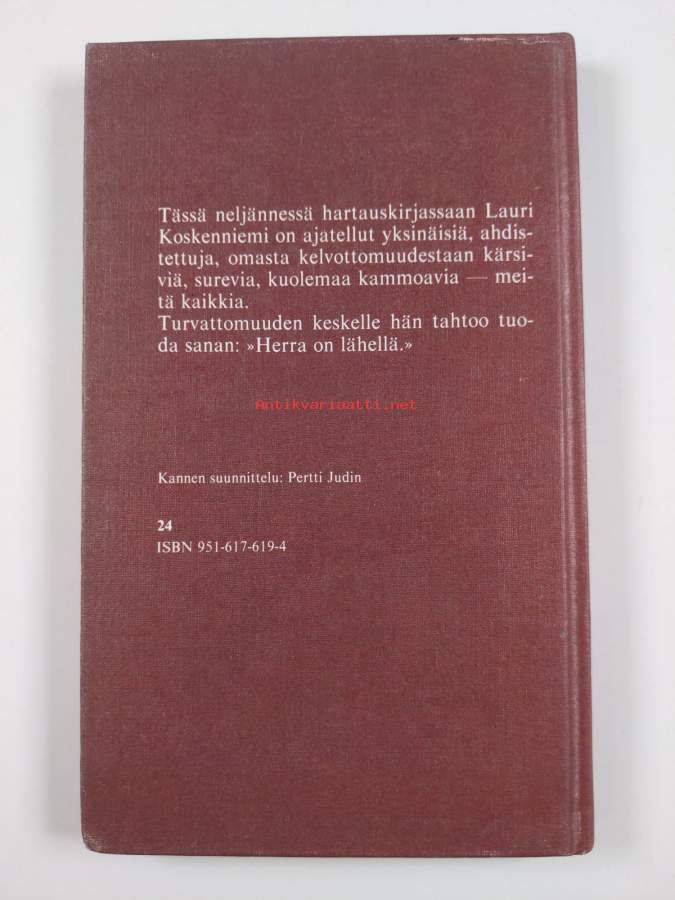 Tässä neljännessä hartauskirjassaan Lauri
Koskenniemi on ajatellut yksinäisiä, ahdis-
tettuja, omasta kelvottomuudestaan kärsi-
viä, surevia, kuolemaa kammoavia — mei-
tä kaikkia.
Turvattomuuden keskelle hän tahtoo tuo-
da sanan: »Herra on lähellä.»
Antikvariaatti.net
Kannen suunnittelu: Pertti Judin
24
ISBN 951-617-619-4